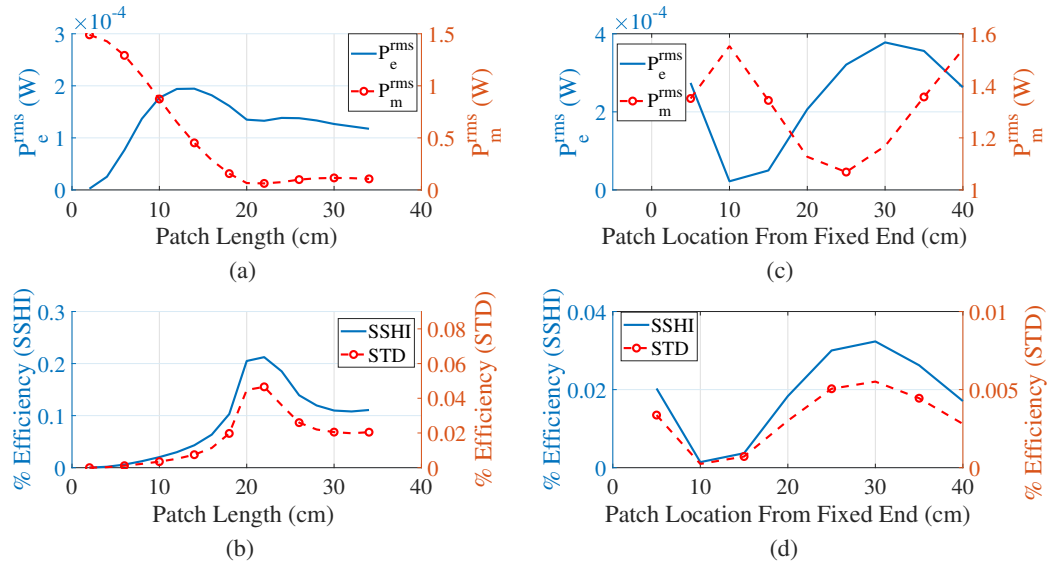 ×10⁻⁴
3
2
1
0
P_e^rms (W)
1.5
1
0.5
0
P_m^rms (W)
P_e^rms
P_m^rms
0 10 20 30 40
Patch Length (cm)
(a)
4
2
0
P_e^rms (W)
×10⁻⁴
1.6
1.4
1.2
1
P_m^rms (W)
P_e^rms
P_m^rms
0 10 20 30 40
Patch Location From Fixed End (cm)
(c)
0.3
0.2
0.1
0
% Efficiency (SSHI)
0.08
0.06
0.04
0.02
0
% Efficiency (STD)
SSHI
STD
0 10 20 30 40
Patch Length (cm)
(b)
0.04
0.02
0
% Efficiency (SSHI)
0.01
0.005
0
% Efficiency (STD)
SSHI
STD
0 10 20 30 40
Patch Location From Fixed End (cm)
(d)